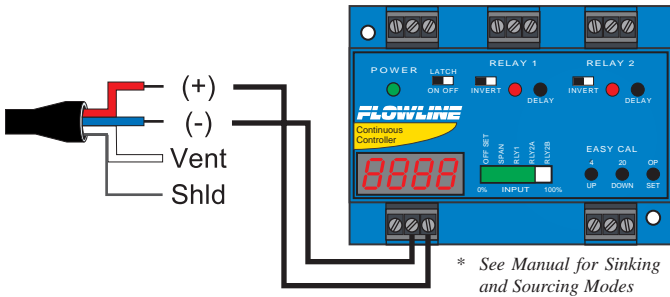 (+)
(-)
Vent
Shld
POWER
LATCH
ON OFF
RELAY 1
INVERT
DELAY
RELAY 2
INVERT
DELAY
FLOWLINE
Continuous
Controller
8888
OFF SET
SPAN
RLY1
RLY2A
RLY2B
0% INPUT 100%
EASY CAL
4 20 OP
UP DOWN SET
* See Manual for Sinking
and Sourcing Modes